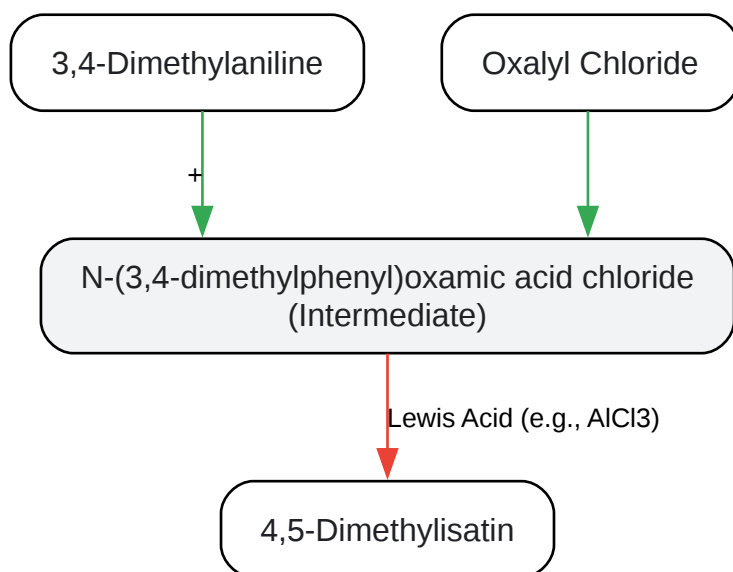 3,4-Dimethylaniline
Oxalyl Chloride
+
N-(3,4-dimethylphenyl)oxamic acid chloride
(Intermediate)
Lewis Acid (e.g., AlCl3)
4,5-Dimethylisatin